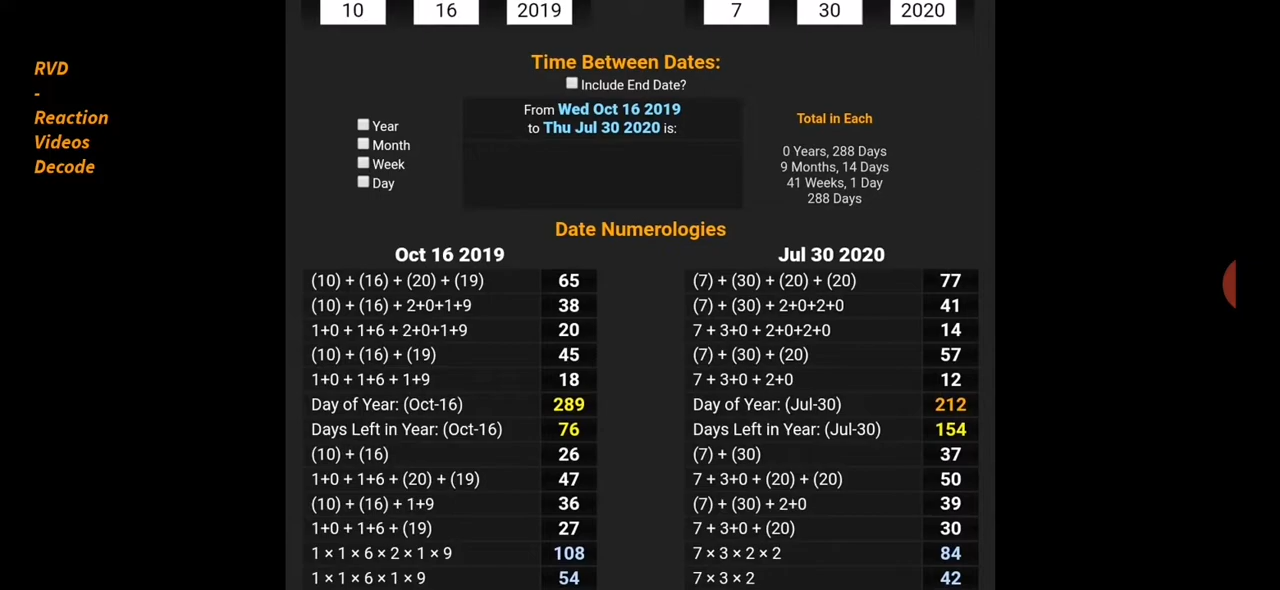 10 16 2019 7 30 2020
RVD
-
Reaction
Videos
Decode
Time Between Dates:
Include End Date?
From Wed Oct 16 2019
to Thu Jul 30 2020 is:
Year
Month
Week
Day
Total in Each
0 Years, 288 Days
9 Months, 14 Days
41 Weeks, 1 Day
288 Days
Date Numerologies
Oct 16 2019
(10) + (16) + (20) + (19) 65
(10) + (16) + 2+0+1+9 38
1+0 + 1+6 + 2+0+1+9 20
(10) + (16) + (19) 45
1+0 + 1+6 + 1+9 18
Day of Year: (Oct-16) 289
Days Left in Year: (Oct-16) 76
(10) + (16) 26
1+0 + 1+6 + (20) + (19) 47
(10) + (16) + 1+9 36
1+0 + 1+6 + (19) 27
1 × 1 × 6 × 2 × 1 × 9 108
1 × 1 × 6 × 1 × 9 54
Jul 30 2020
(7) + (30) + (20) + (20) 77
(7) + (30) + 2+0+2+0 41
7 + 3+0 + 2+0+2+0 14
(7) + (30) + (20) 57
7 + 3+0 + 2+0 12
Day of Year: (Jul-30) 212
Days Left in Year: (Jul-30) 154
(7) + (30) 37
7 + 3+0 + (20) + (20) 50
(7) + (30) + 2+0 39
7 + 3+0 + (20) 30
7 × 3 × 2 × 2 84
7 × 3 × 2 42